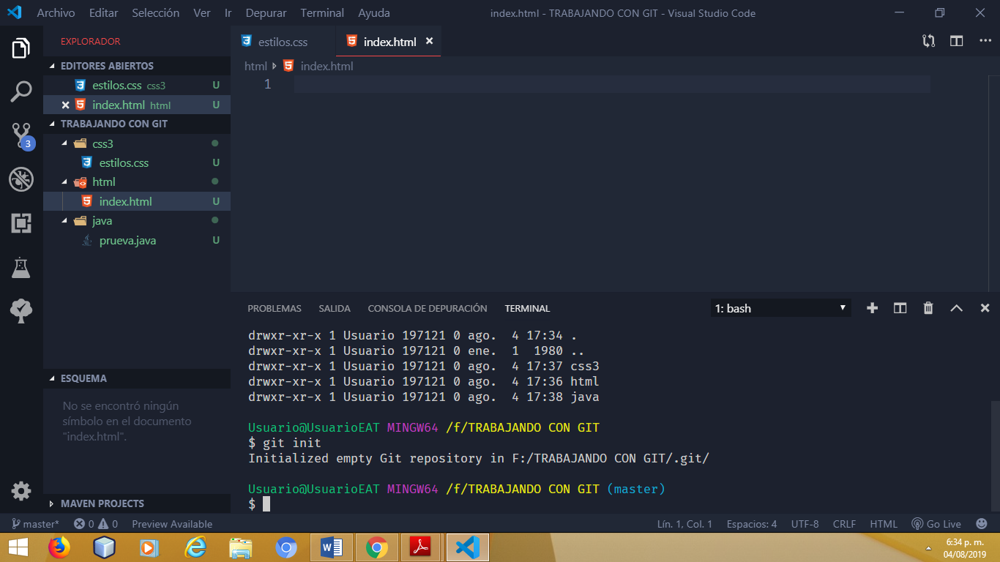 Archivo Editar Selección Ver Ir Depurar Terminal Ayuda
index.html - TRABAJANDO CON GIT - Visual Studio Code
EXPLORADOR
EDITORES ABIERTOS
estilos.css css3 U
index.html html U
TRABAJANDO CON GIT
css3
estilos.css U
html
index.html U
java
prueva.java U
3
ESQUEMA
No se encontró ningún
símbolo en el documento
"index.html".
MAVEN PROJECTS
estilos.css
index.html
html index.html
1
PROBLEMAS SALIDA CONSOLA DE DEPURACIÓN TERMINAL
1: bash
drwxr-xr-x 1 Usuario 197121 0 ago.  4 17:34 .
drwxr-xr-x 1 Usuario 197121 0 ene.  1  1980 ..
drwxr-xr-x 1 Usuario 197121 0 ago.  4 17:37 css3
drwxr-xr-x 1 Usuario 197121 0 ago.  4 17:36 html
drwxr-xr-x 1 Usuario 197121 0 ago.  4 17:38 java
Usuario@UsuarioEAT MINGW64 /f/TRABAJANDO CON GIT
$ git init
Initialized empty Git repository in F:/TRABAJANDO CON GIT/.git/
Usuario@UsuarioEAT MINGW64 /f/TRABAJANDO CON GIT (master)
$
master* 0 0 Preview Available
Lín. 1, Col. 1 Espacios: 4 UTF-8 CRLF HTML Go Live
6:34 p. m.
04/08/2019